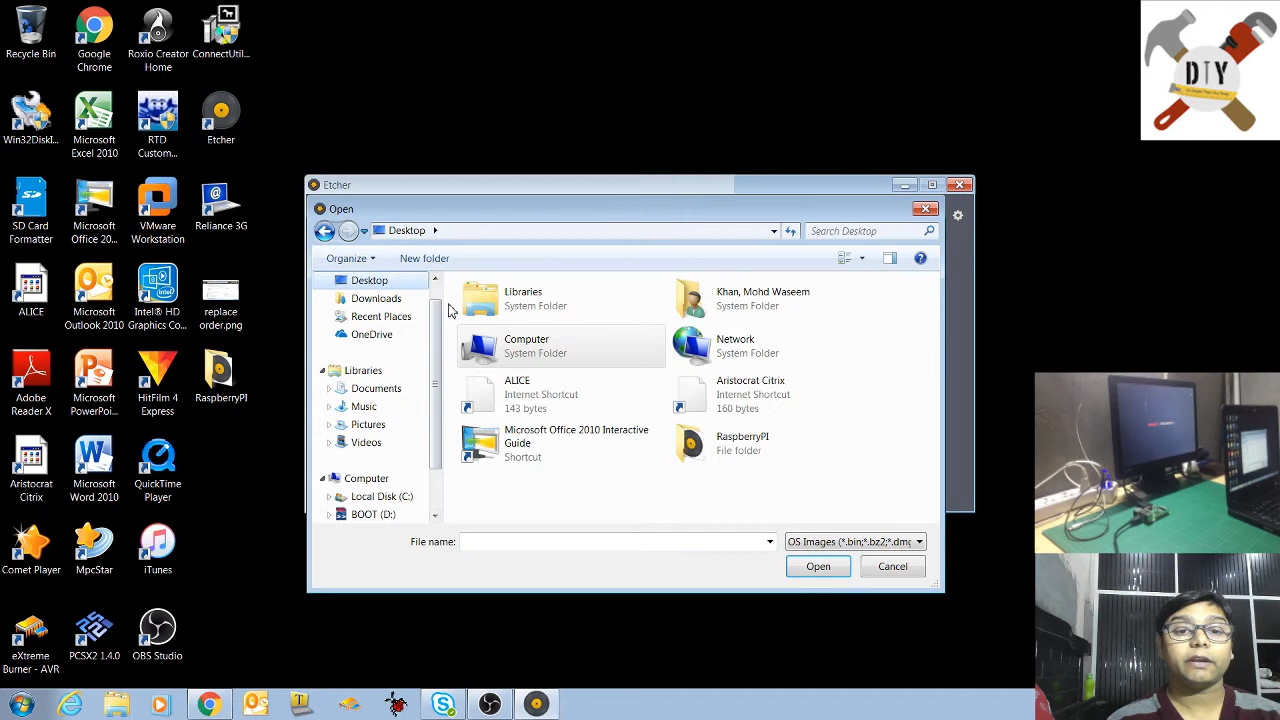 Recycle Bin
Google
Chrome
Roxio Creator
Home
ConnectUtil...
Win32DiskI...
Microsoft
Excel 2010
RTD
Custom...
Etcher
SD Card
Formatter
Microsoft
Office 20...
VMware
Workstation
Reliance 3G
ALICE
Microsoft
Outlook 2010
Intel® HD
Graphics Co...
replace
order.png
Adobe
Reader X
Microsoft
PowerPoi...
HitFilm 4
Express
RaspberryPI
Aristocrat
Citrix
Microsoft
Word 2010
QuickTime
Player
Comet Player
MpcStar
iTunes
eXtreme
Burner - AVR
PCSX2 1.4.0
OBS Studio
Etcher
Open
Desktop
Search Desktop
Organize
New folder
Desktop
Downloads
Recent Places
OneDrive
Libraries
Documents
Music
Pictures
Videos
Computer
Local Disk (C:)
BOOT (D:)
Libraries
System Folder
Khan, Mohd Waseem
System Folder
Computer
System Folder
Network
System Folder
ALICE
Internet Shortcut
143 bytes
Aristocrat Citrix
Internet Shortcut
160 bytes
Microsoft Office 2010 Interactive
Guide
Shortcut
RaspberryPI
File folder
File name:
OS Images (*.bin;*.bz2;*.dmg
Open
Cancel
DIY